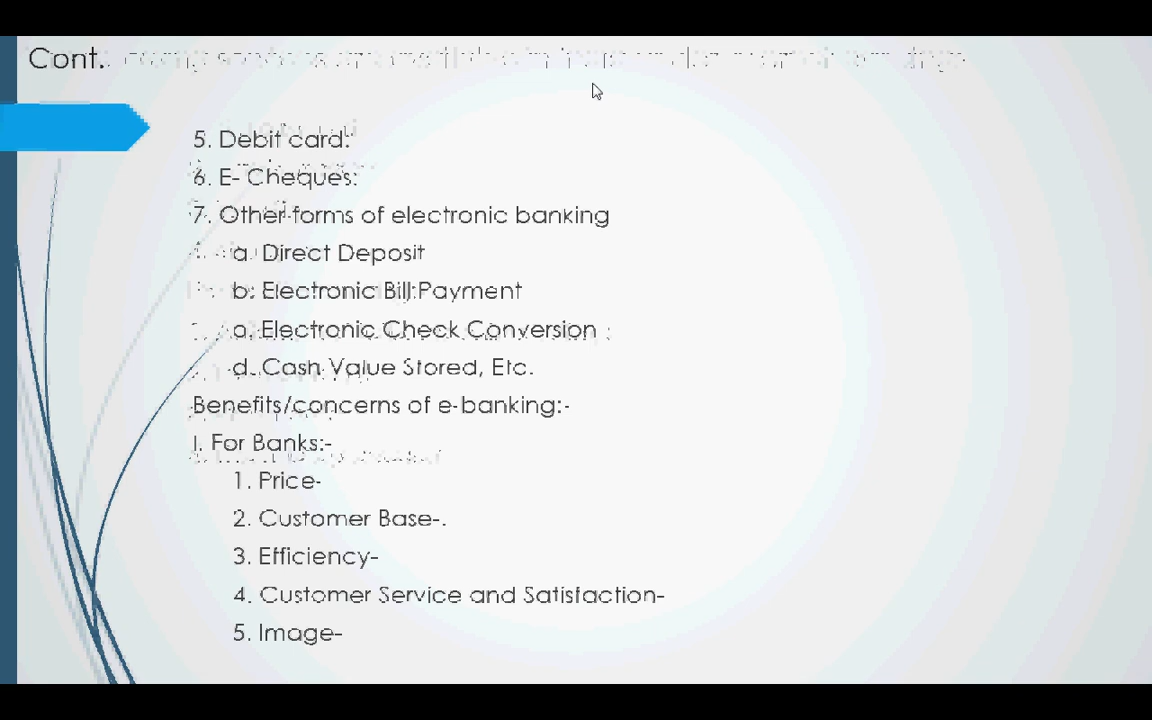 Cont.
5. Debit card:
6. E- Cheques:
7. Other forms of electronic banking
a. Direct Deposit
b. Electronic Bill Payment
a. Electronic Check Conversion
d. Cash Value Stored, Etc.
Benefits/concerns of e-banking:-
I. For Banks:-
1. Price-
2. Customer Base-.
3. Efficiency-
4. Customer Service and Satisfaction-
5. Image-